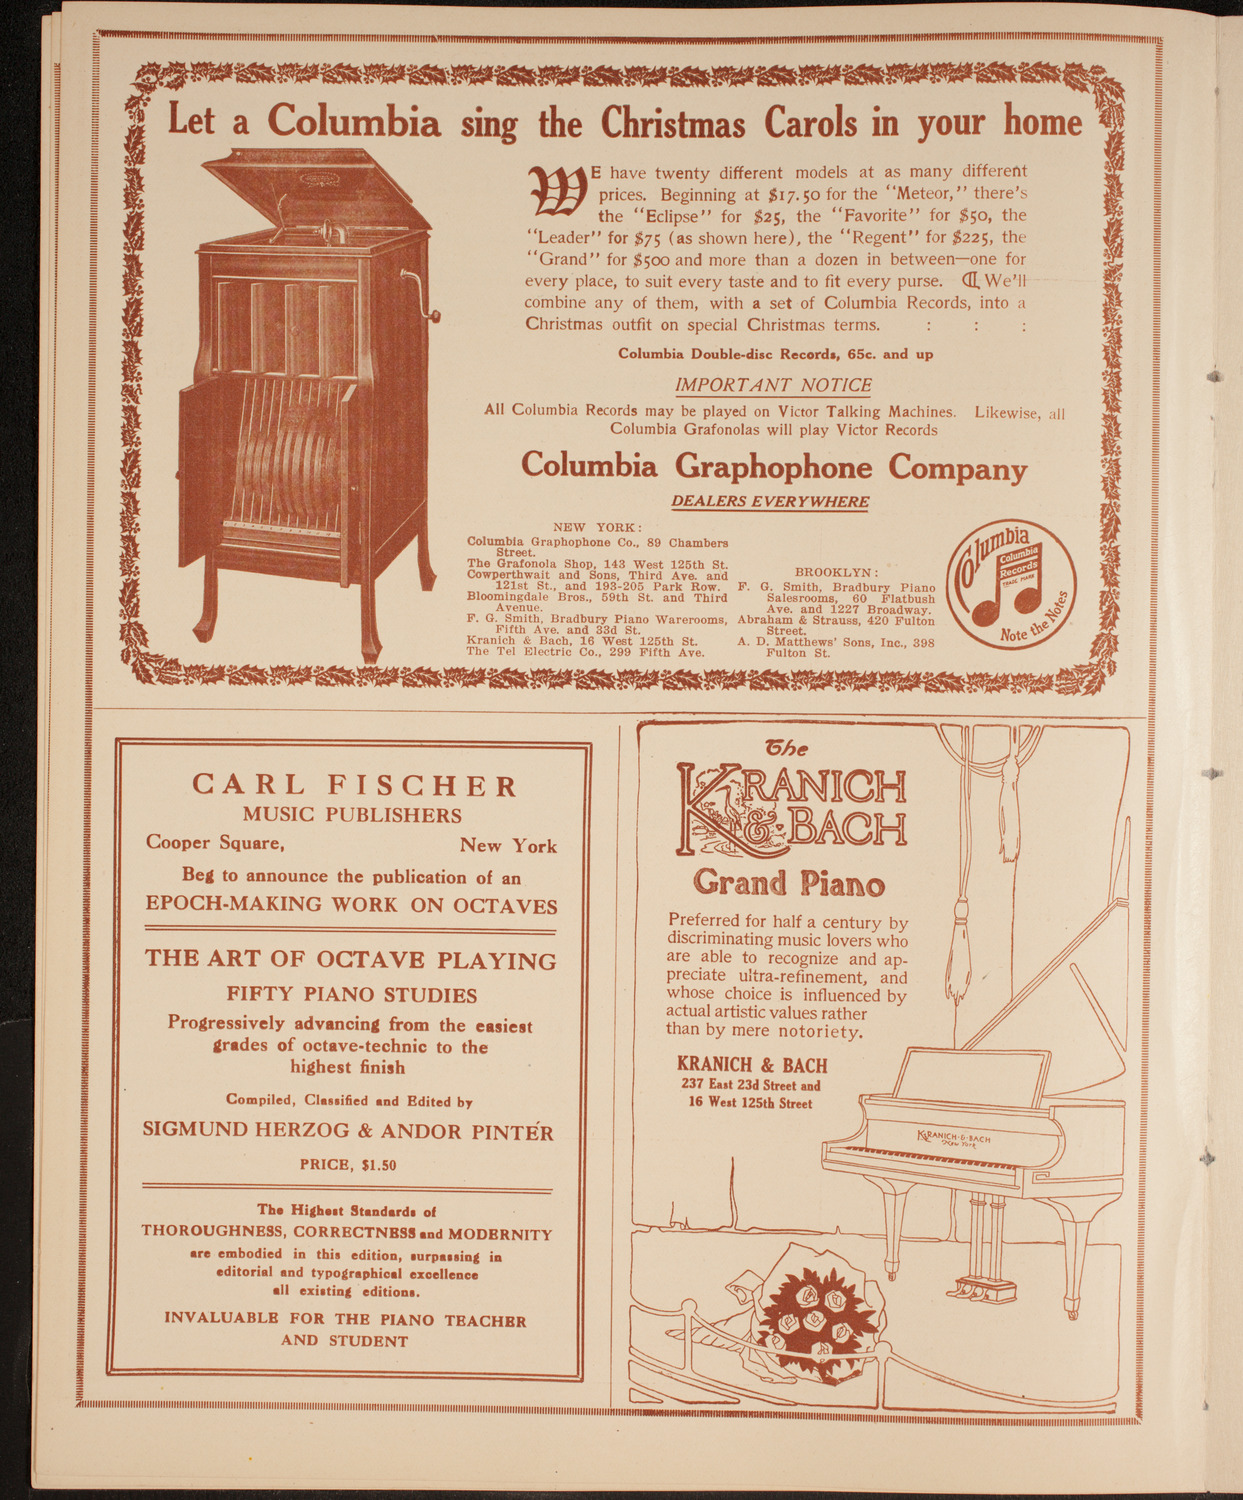 Let a Columbia sing the Christmas Carols in your home
WE have twenty different models at as many different
prices. Beginning at $17.50 for the "Meteor," there's
the "Eclipse" for $25, the "Favorite" for $50, the
"Leader" for $75 (as shown here), the "Regent" for $225, the
"Grand" for $500 and more than a dozen in between—one for
every place, to suit every taste and to fit every purse. ¶ We'll
combine any of them, with a set of Columbia Records, into a
Christmas outfit on special Christmas terms. : : :
Columbia Double-disc Records, 65c. and up
IMPORTANT NOTICE
All Columbia Records may be played on Victor Talking Machines. Likewise, all
Columbia Grafonolas will play Victor Records
Columbia Graphophone Company
DEALERS EVERYWHERE
NEW YORK:
Columbia Graphophone Co., 89 Chambers
Street.
The Grafonola Shop, 143 West 125th St.
Cowperthwait and Sons, Third Ave. and
121st St., and 193-205 Park Row.
Bloomingdale Bros., 59th St. and Third
Avenue.
F. G. Smith, Bradbury Piano Warerooms,
Fifth Ave. and 33d St.
Kranich & Bach, 16 West 125th St.
The Tel Electric Co., 299 Fifth Ave.
BROOKLYN:
F. G. Smith, Bradbury Piano
Salesrooms, 60 Flatbush
Ave. and 1227 Broadway.
Abraham & Strauss, 420 Fulton
Street.
A. D. Matthews' Sons, Inc., 398
Fulton St.
Columbia
Columbia
Records
TRADE MARK
Note the Notes
CARL FISCHER
MUSIC PUBLISHERS
Cooper Square, New York
Beg to announce the publication of an
EPOCH-MAKING WORK ON OCTAVES
THE ART OF OCTAVE PLAYING
FIFTY PIANO STUDIES
Progressively advancing from the easiest
grades of octave-technic to the
highest finish
Compiled, Classified and Edited by
SIGMUND HERZOG & ANDOR PINTÉR
PRICE, $1.50
The Highest Standards of
THOROUGHNESS, CORRECTNESS and MODERNITY
are embodied in this edition, surpassing in
editorial and typographical excellence
all existing editions.
INVALUABLE FOR THE PIANO TEACHER
AND STUDENT
The
KRANICH
& BACH
Grand Piano
Preferred for half a century by
discriminating music lovers who
are able to recognize and ap-
preciate ultra-refinement, and
whose choice is influenced by
actual artistic values rather
than by mere notoriety.
KRANICH & BACH
237 East 23d Street and
16 West 125th Street
KRANICH & BACH
New York